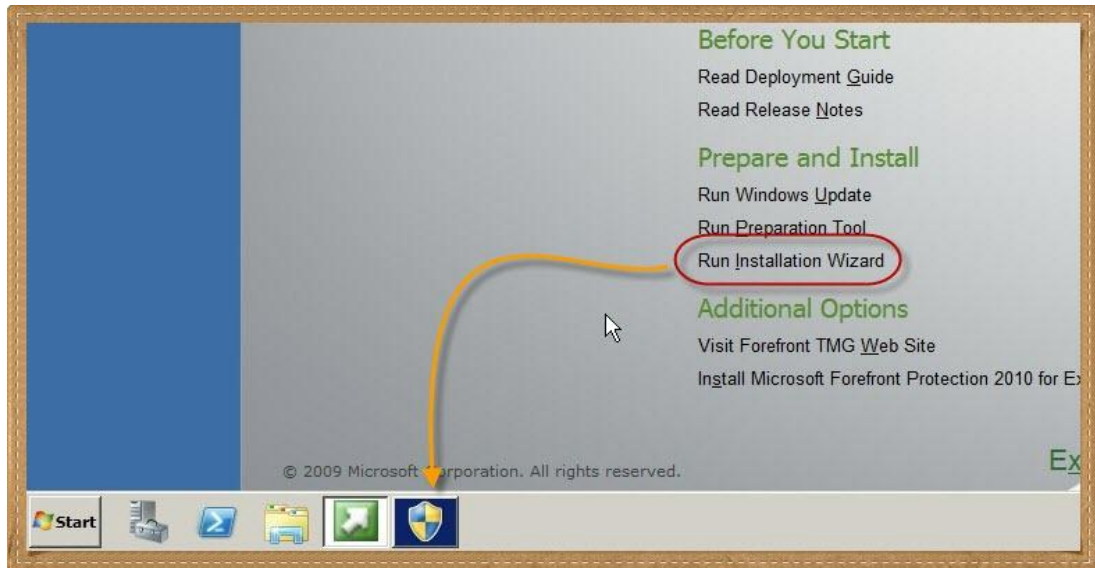 Before You Start
Read Deployment Guide
Read Release Notes
Prepare and Install
Run Windows Update
Run Preparation Tool
Run Installation Wizard
Additional Options
Visit Forefront TMG Web Site
Install Microsoft Forefront Protection 2010 for Ex
Ex
© 2009 Microsoft Corporation. All rights reserved.
Start